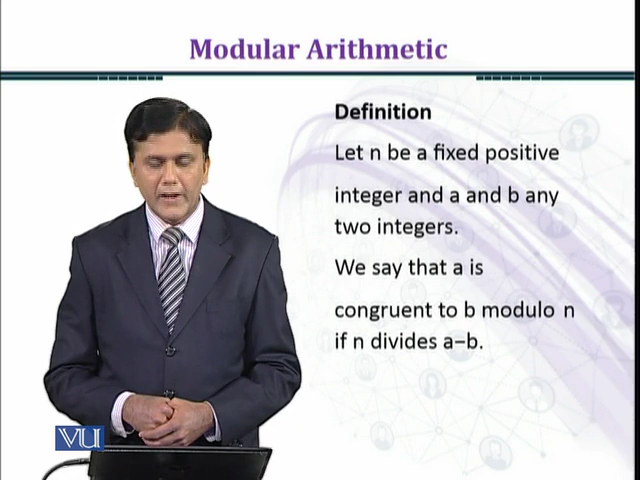 Modular Arithmetic
Definition
Let n be a fixed positive
integer and a and b any
two integers.
We say that a is
congruent to b modulo n
if n divides a–b.
VU